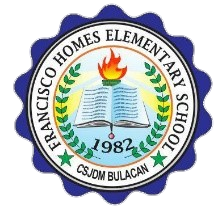 FRANCISCO HOMES ELEMENTARY SCHOOL
1982
CSJDM BULACAN